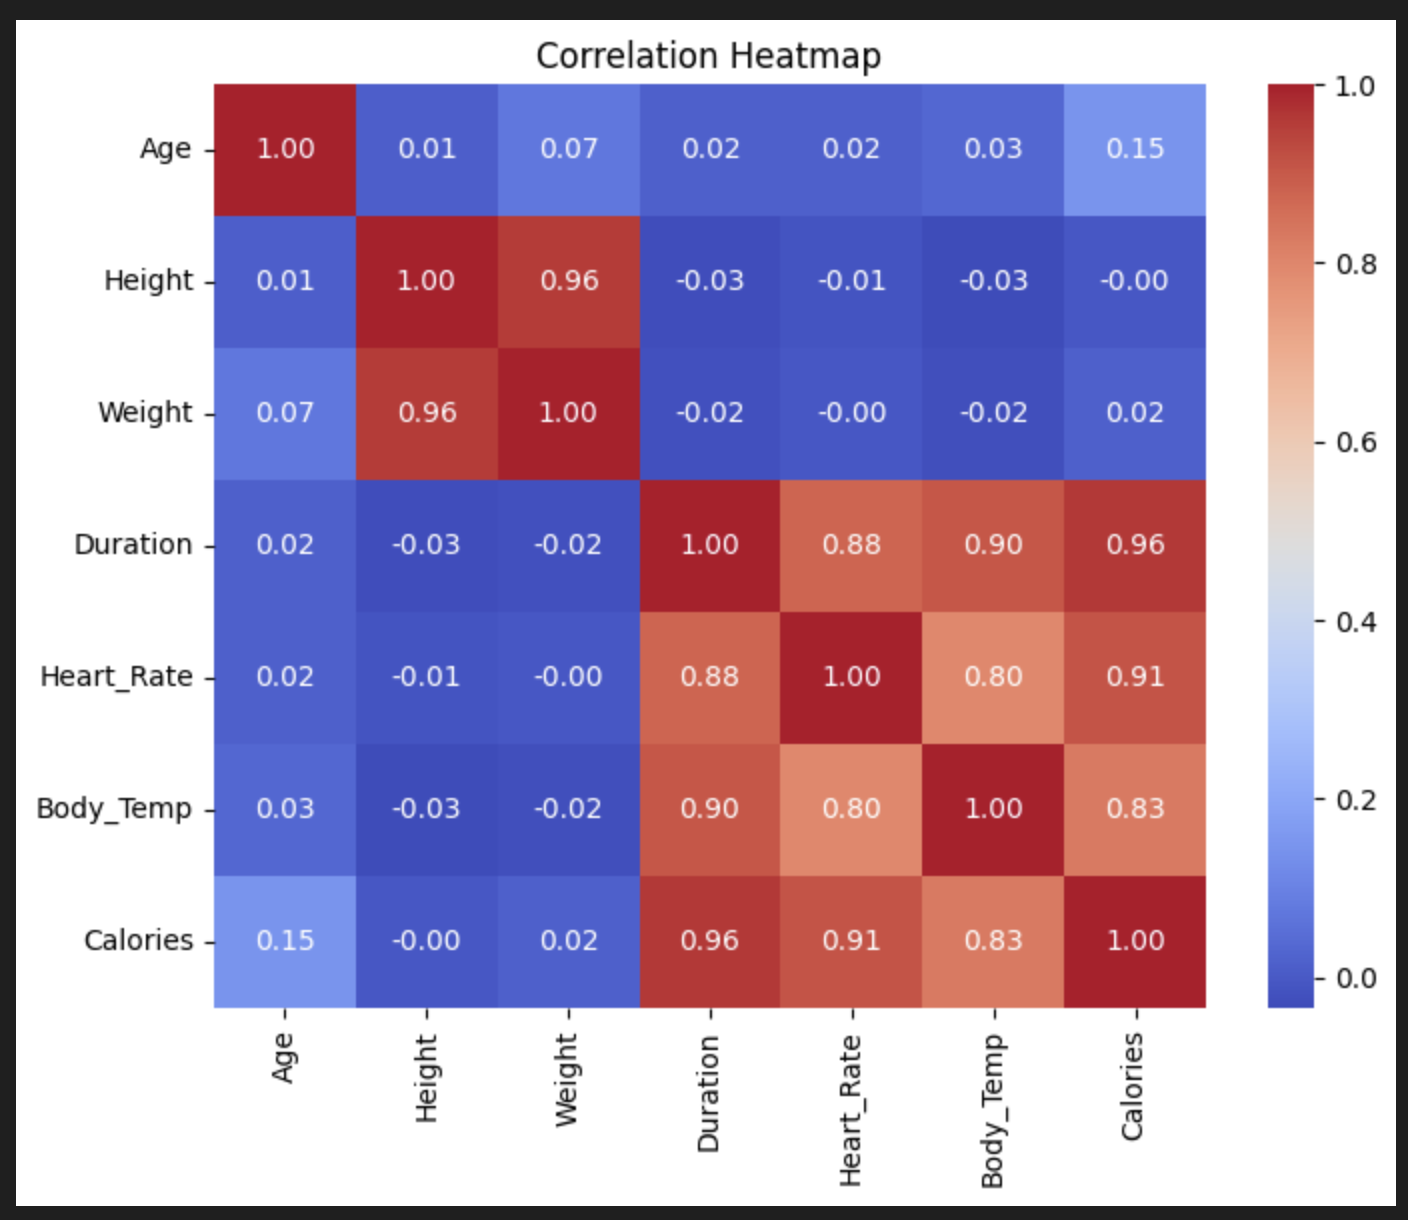 Correlation Heatmap
Age 1.00 0.01 0.07 0.02 0.02 0.03 0.15
Height 0.01 1.00 0.96 -0.03 -0.01 -0.03 -0.00
Weight 0.07 0.96 1.00 -0.02 -0.00 -0.02 0.02
Duration 0.02 -0.03 -0.02 1.00 0.88 0.90 0.96
Heart_Rate 0.02 -0.01 -0.00 0.88 1.00 0.80 0.91
Body_Temp 0.03 -0.03 -0.02 0.90 0.80 1.00 0.83
Calories 0.15 -0.00 0.02 0.96 0.91 0.83 1.00
Age
Height
Weight
Duration
Heart_Rate
Body_Temp
Calories
1.0
0.8
0.6
0.4
0.2
0.0